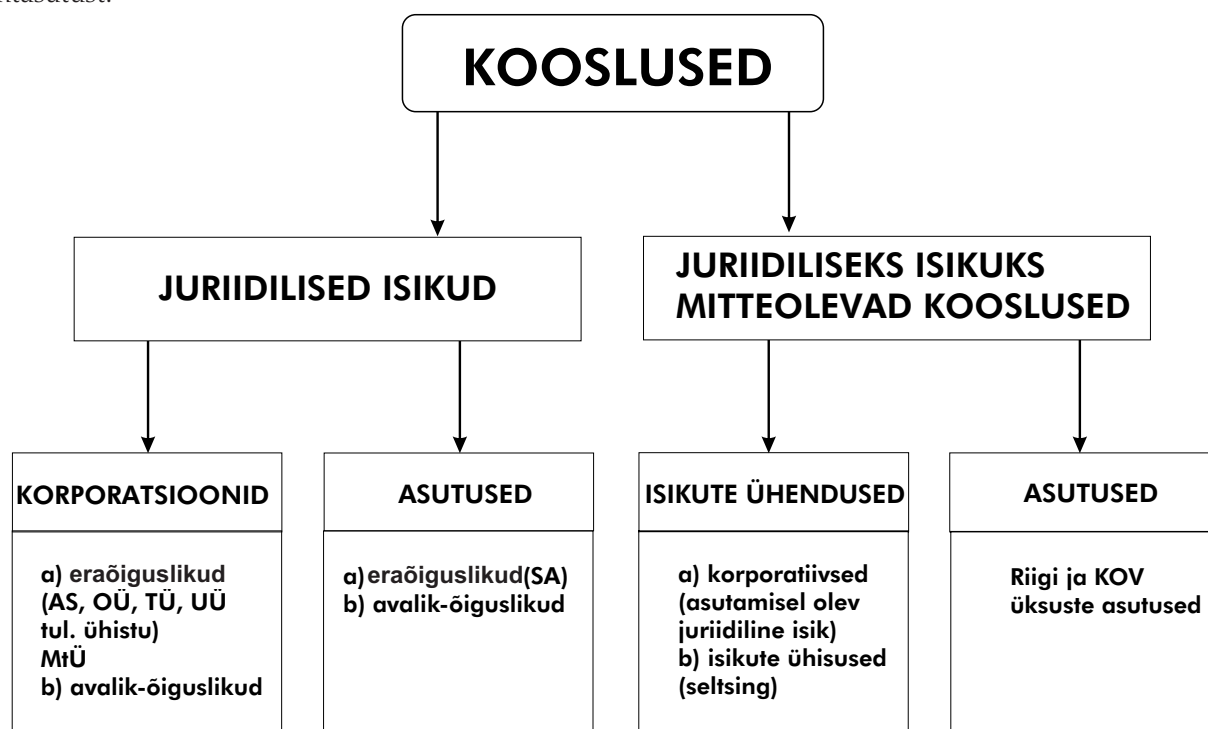 KOOSLUSED
JURIIDILISED ISIKUD
JURIIDILISEKS ISIKUKS
MITTEOLEVAD KOOSLUSED
KORPORATSIOONID
a) eraõiguslikud
(AS, OÜ, TÜ, UÜ
tul. ühistu)
MtÜ
b) avalik-õiguslikud
ASUTUSED
a) eraõiguslikud(SA)
b) avalik-õiguslikud
ISIKUTE ÜHENDUSED
a) korporatiivsed
(asutamisel olev
juriidiline isik)
b) isikute ühisused
(seltsing)
ASUTUSED
Riigi ja KOV
üksuste asutused